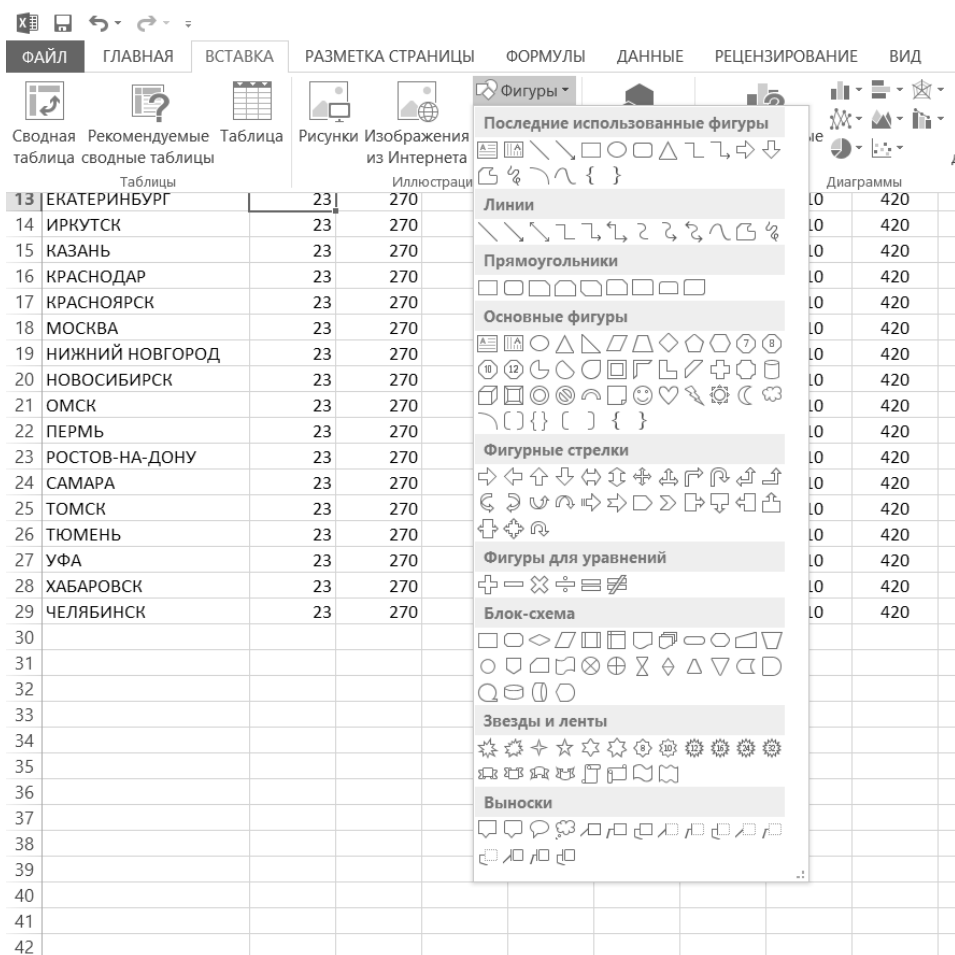 ФАЙЛ ГЛАВНАЯ ВСТАВКА РАЗМЕТКА СТРАНИЦЫ ФОРМУЛЫ ДАННЫЕ РЕЦЕНЗИРОВАНИЕ ВИД
Фигуры
Сводная таблица
Рекомендуемые сводные таблицы
Таблица
Рисунки
Изображения из Интернета
Таблицы
Диаграммы
Последние использованные фигуры
Линии
Прямоугольники
Основные фигуры
Фигурные стрелки
Фигуры для уравнений
Блок-схема
Звезды и ленты
Выноски
13 ЕКАТЕРИНБУРГ 23 270 420
14 ИРКУТСК 23 270 420
15 КАЗАНЬ 23 270 420
16 КРАСНОДАР 23 270 420
17 КРАСНОЯРСК 23 270 420
18 МОСКВА 23 270 420
19 НИЖНИЙ НОВГОРОД 23 270 420
20 НОВОСИБИРСК 23 270 420
21 ОМСК 23 270 420
22 ПЕРМЬ 23 270 420
23 РОСТОВ-НА-ДОНУ 23 270 420
24 САМАРА 23 270 420
25 ТОМСК 23 270 420
26 ТЮМЕНЬ 23 270 420
27 УФА 23 270 420
28 ХАБАРОВСК 23 270 420
29 ЧЕЛЯБИНСК 23 270 420
30
31
32
33
34
35
36
37
38
39
40
41
42